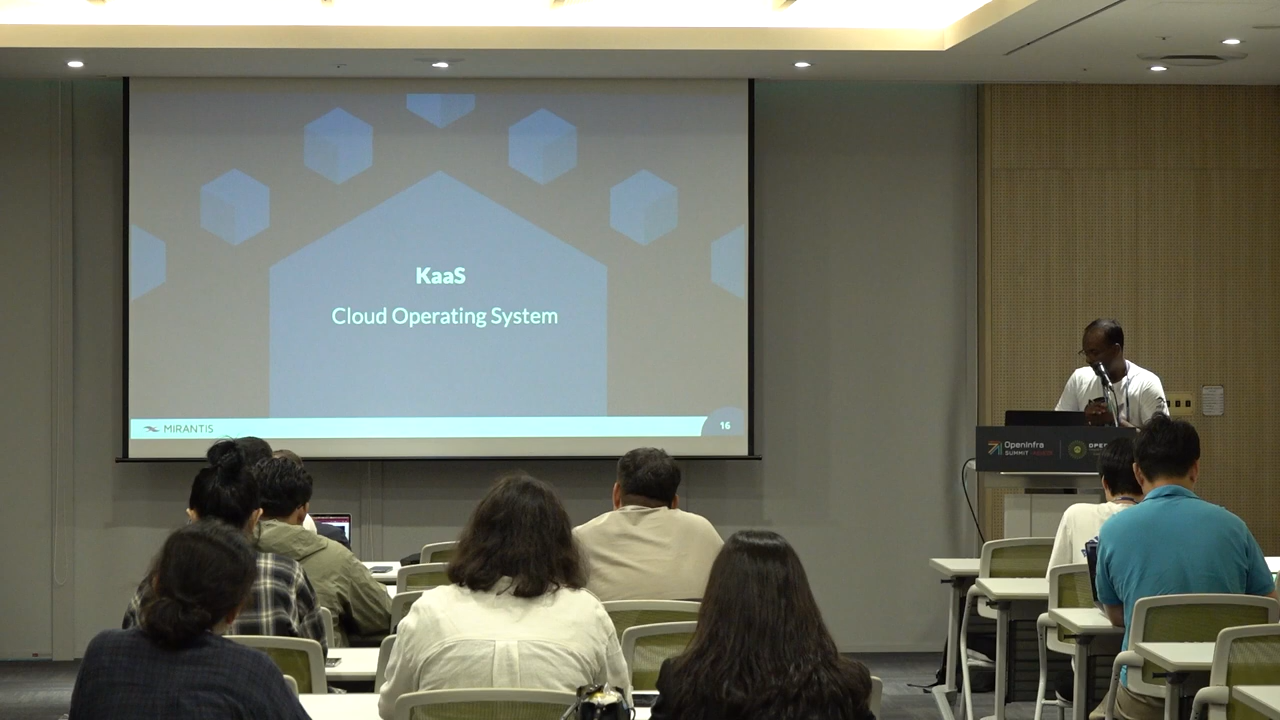 KaaS
Cloud Operating System
MIRANTIS
16
OpenInfra
SUMMIT